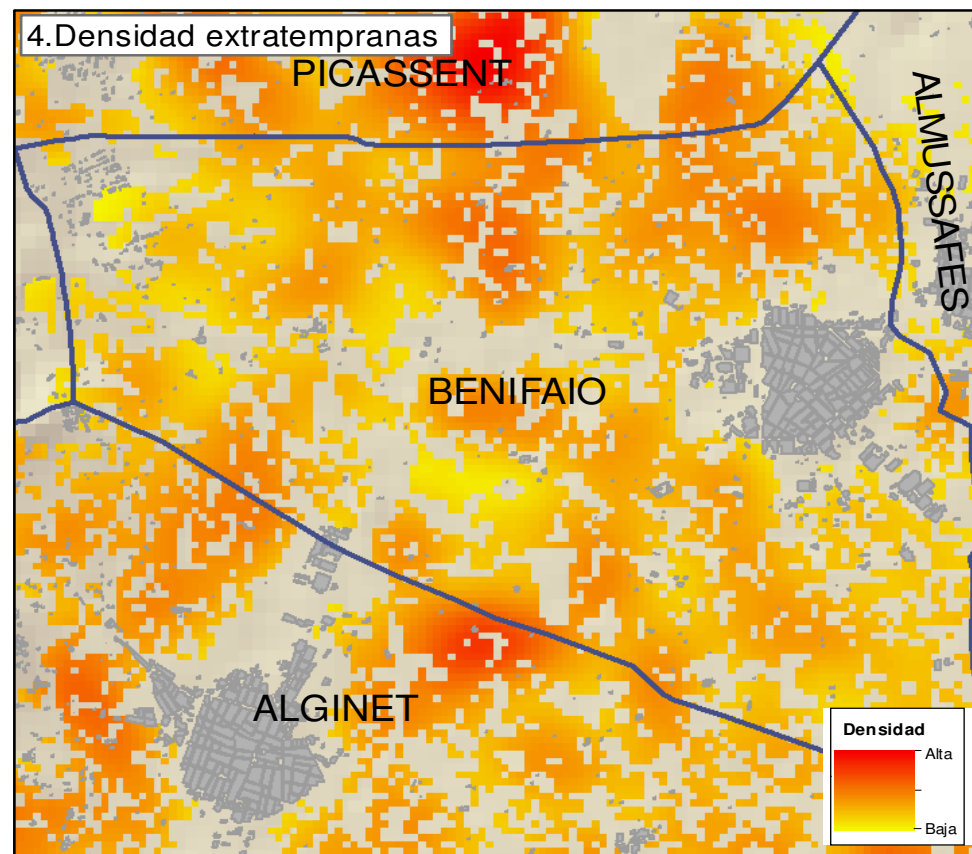 4.Densidad extratempranas
PICASSENT
ALMUSSAFES
BENIFAIO
ALGINET
Densidad
Alta
Baja